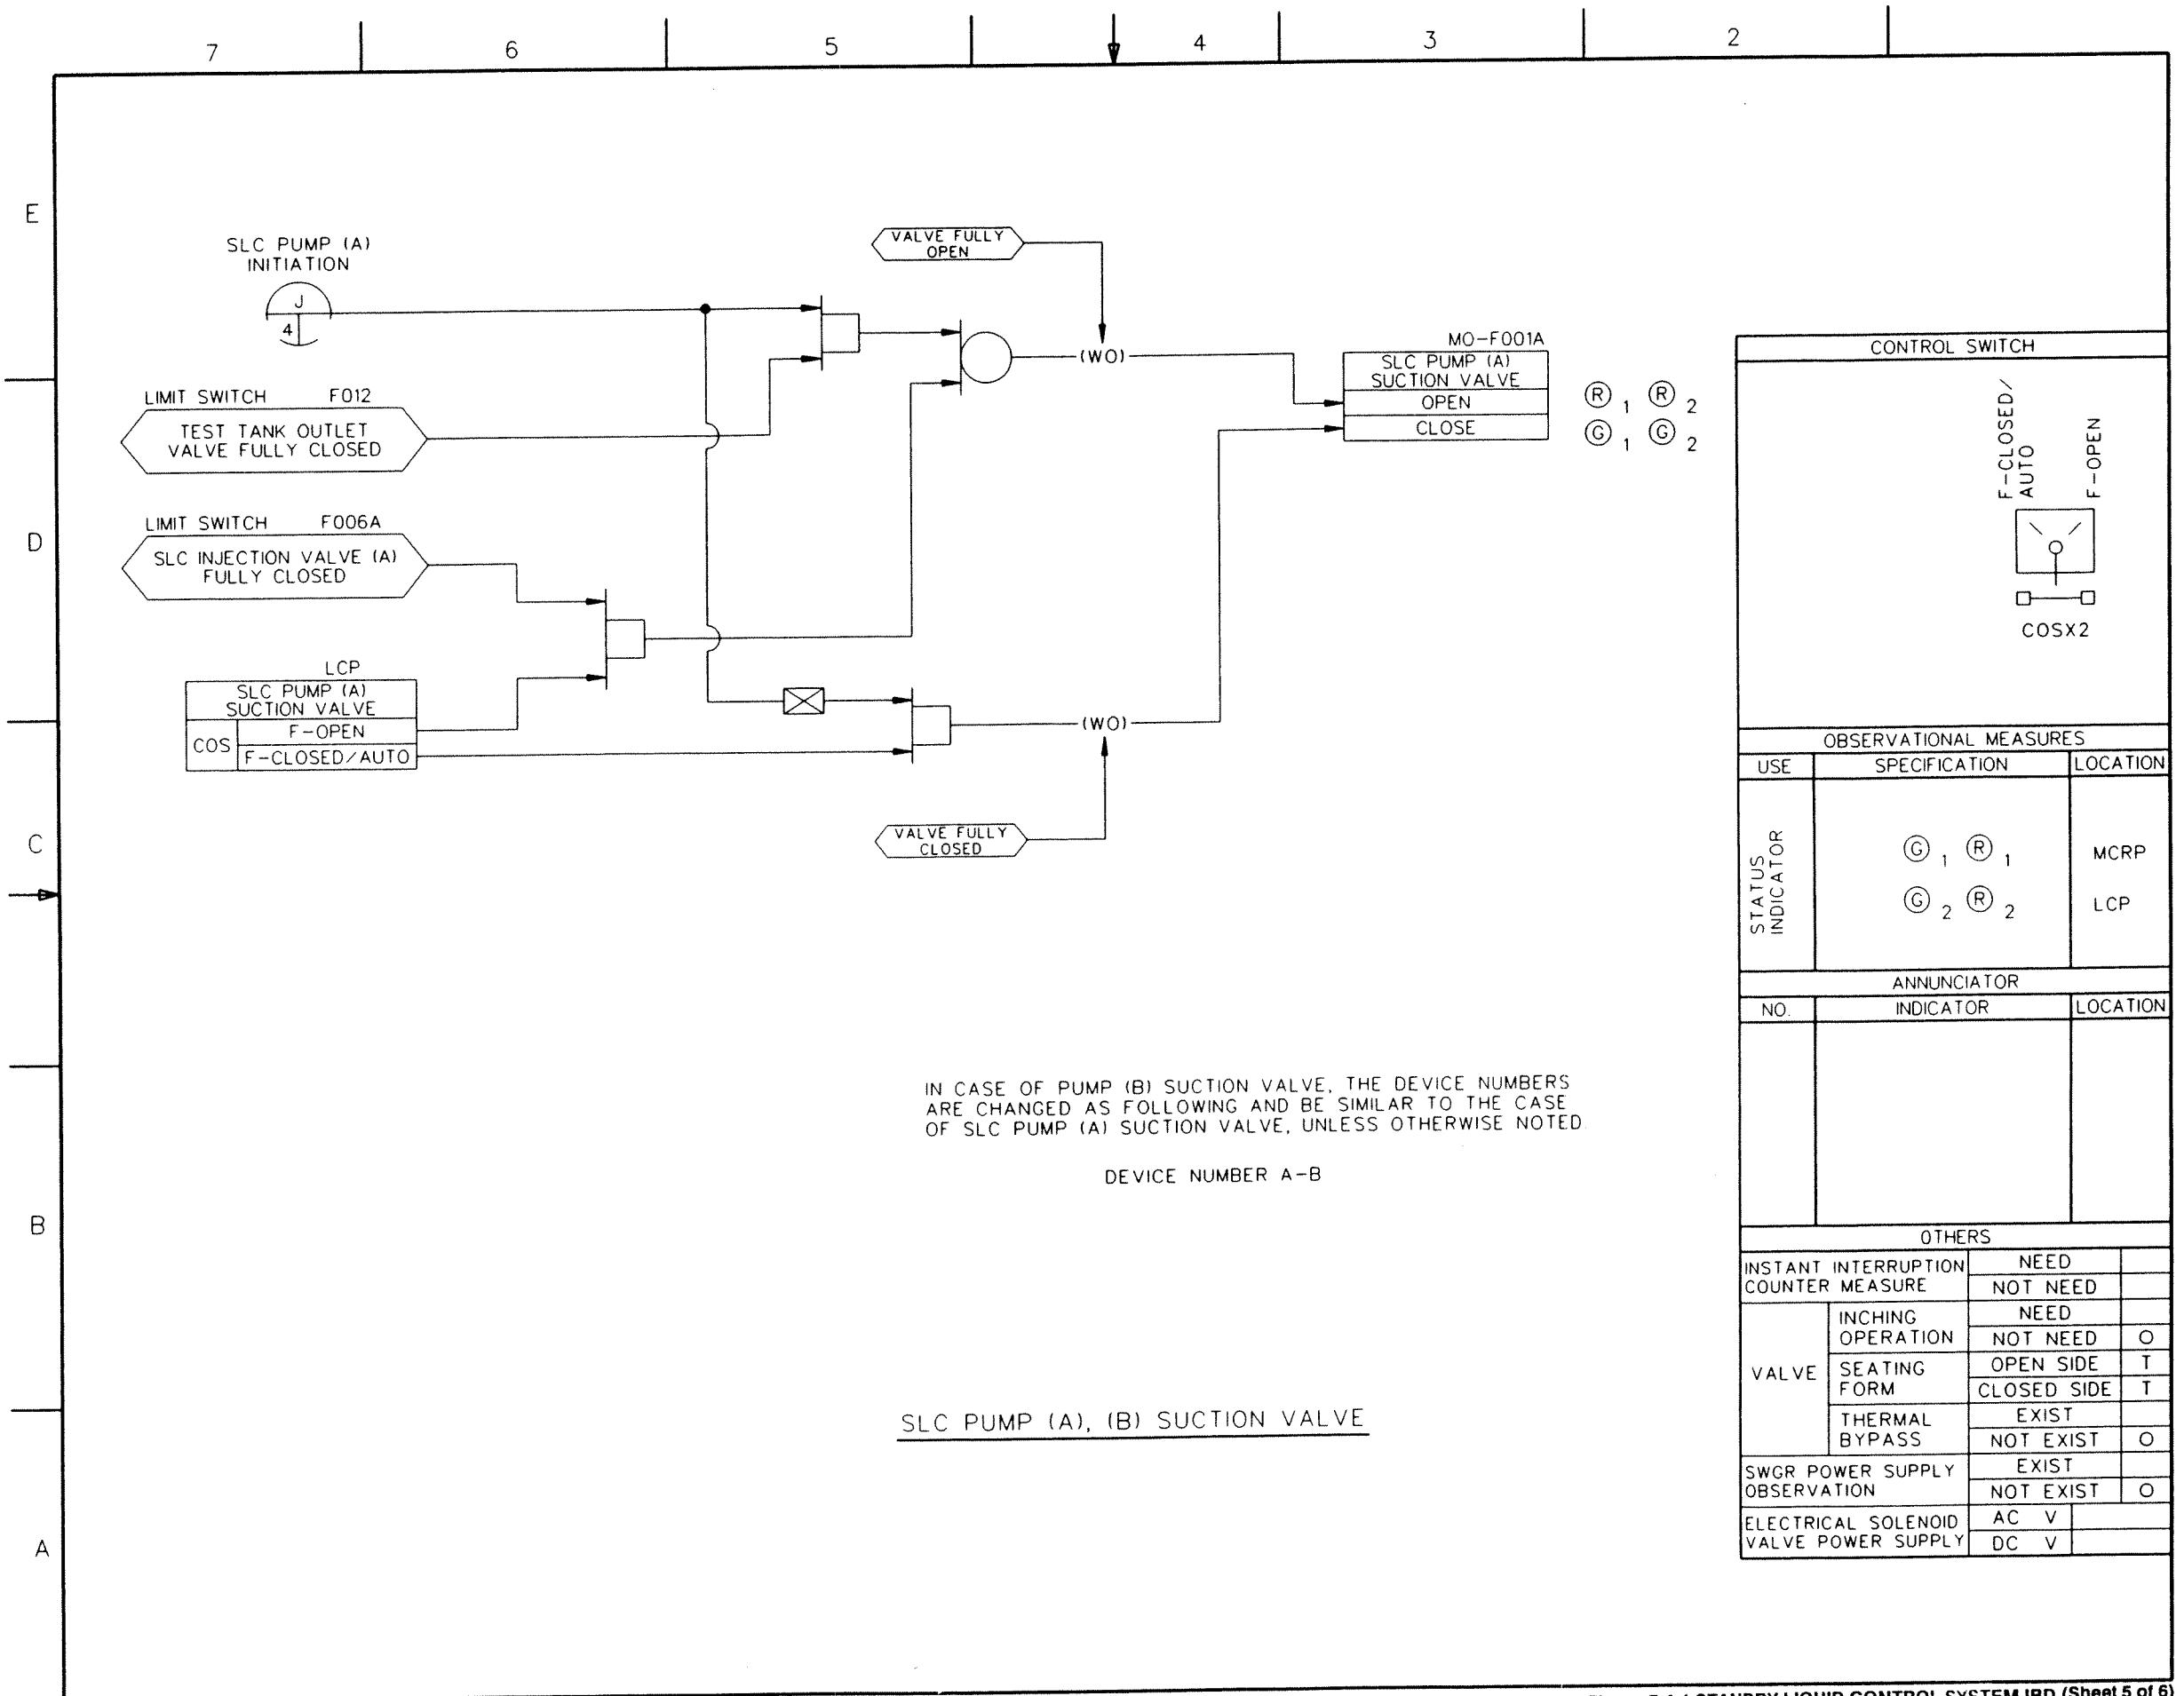 7 6 5 4 3 2
E
D
C
B
A
SLC PUMP (A)
INITIATION
J
4
LIMIT SWITCH F012
TEST TANK OUTLET
VALVE FULLY CLOSED
LIMIT SWITCH F006A
SLC INJECTION VALVE (A)
FULLY CLOSED
LCP
SLC PUMP (A)
SUCTION VALVE
COS
F-OPEN
F-CLOSED/AUTO
VALVE FULLY
OPEN
(WO)
(WO)
VALVE FULLY
CLOSED
MO-F001A
SLC PUMP (A)
SUCTION VALVE
OPEN
CLOSE
R 1 R 2
G 1 G 2
IN CASE OF PUMP (B) SUCTION VALVE, THE DEVICE NUMBERS
ARE CHANGED AS FOLLOWING AND BE SIMILAR TO THE CASE
OF SLC PUMP (A) SUCTION VALVE, UNLESS OTHERWISE NOTED
DEVICE NUMBER A-B
SLC PUMP (A), (B) SUCTION VALVE
CONTROL SWITCH
F-CLOSED/
AUTO
F-OPEN
COSX2
OBSERVATIONAL MEASURES
USE SPECIFICATION LOCATION
STATUS
INDICATOR
G 1 R 1 MCRP
G 2 R 2 LCP
ANNUNCIATOR
NO. INDICATOR LOCATION
OTHERS
INSTANT INTERRUPTION
COUNTER MEASURE
NEED
NOT NEED
VALVE
INCHING
OPERATION
NEED
NOT NEED O
SEATING
FORM
OPEN SIDE T
CLOSED SIDE T
THERMAL
BYPASS
EXIST
NOT EXIST O
SWGR POWER SUPPLY
OBSERVATION
EXIST
NOT EXIST O
ELECTRICAL SOLENOID
VALVE POWER SUPPLY
AC V
DC V
STANDBY LIQUID CONTROL SYSTEM IBD (Sheet 5 of 6)